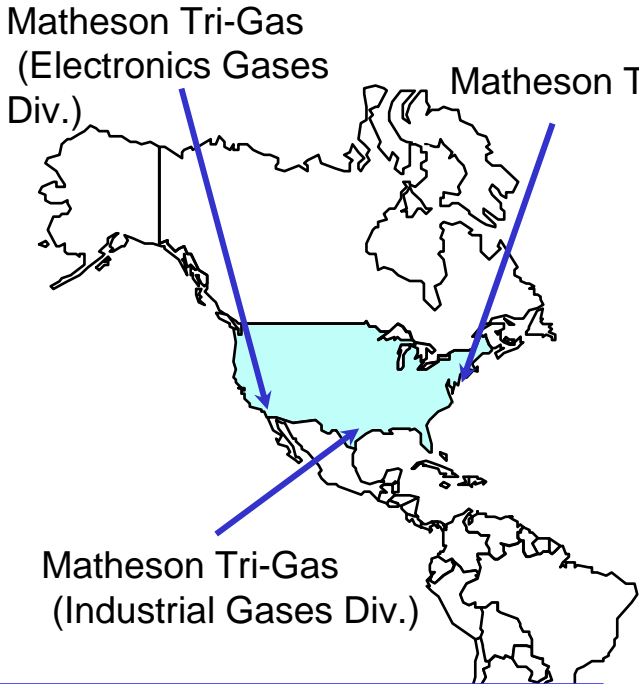 Matheson Tri-Gas
(Electronics Gases
Div.)
Matheson T
Matheson Tri-Gas
(Industrial Gases Div.)